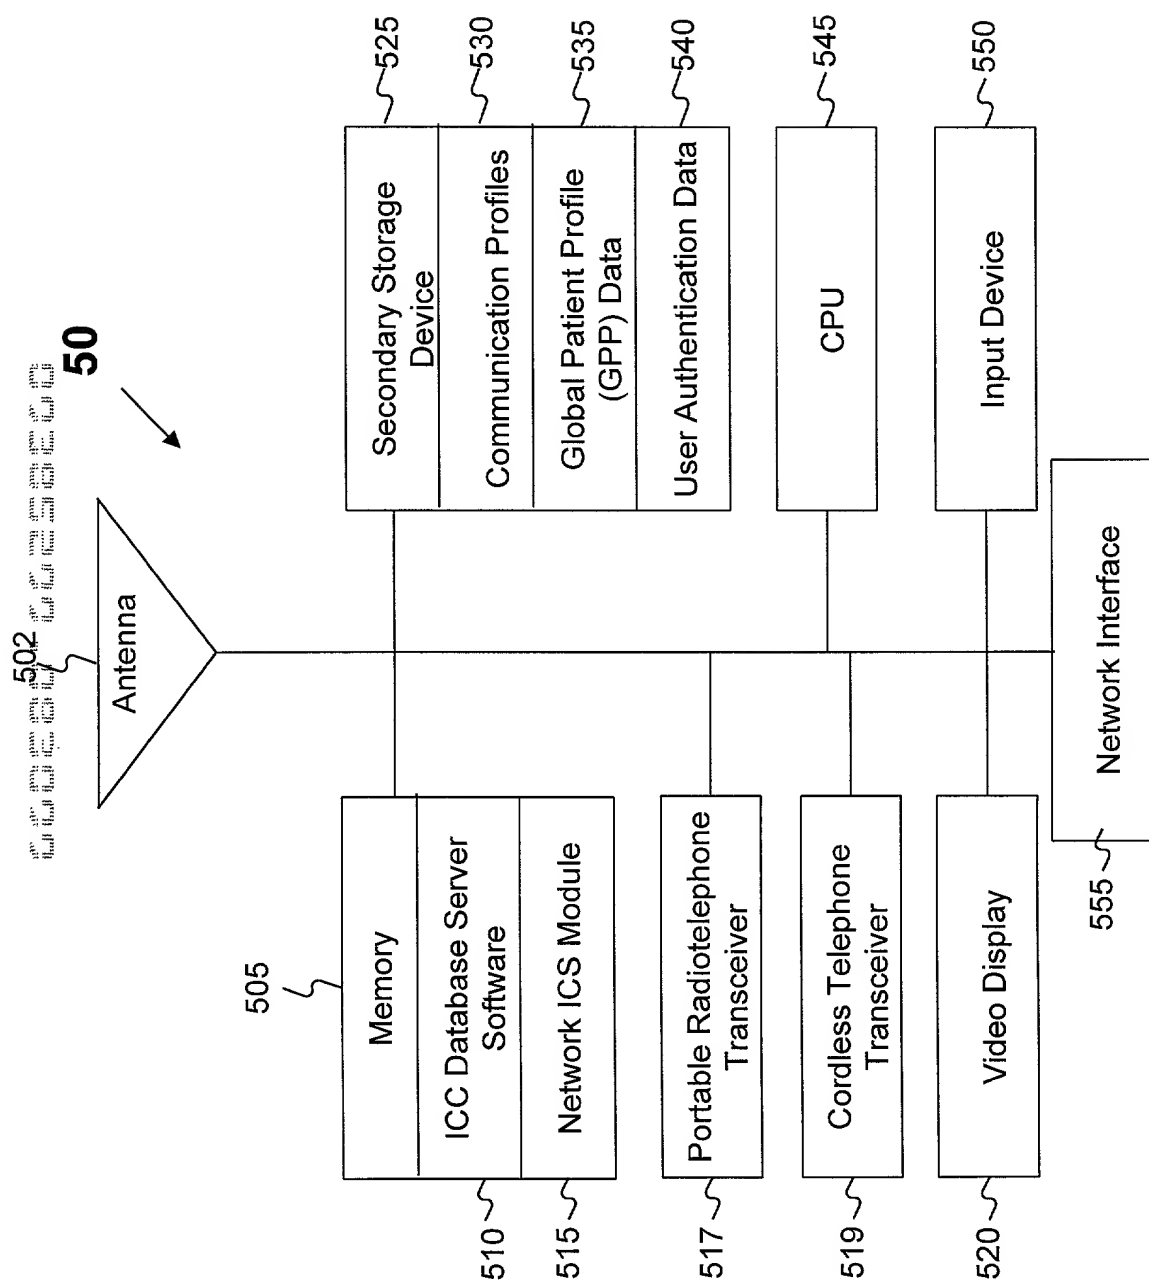 50
502
Antenna
505
Memory
ICC Database Server
Software
510
Network ICS Module
515
Portable Radiotelephone
Transceiver
517
Cordless Telephone
Transceiver
519
Video Display
520
525
Secondary Storage
Device
530
Communication Profiles
535
Global Patient Profile
(GPP) Data
540
User Authentication Data
545
CPU
550
Input Device
555
Network Interface